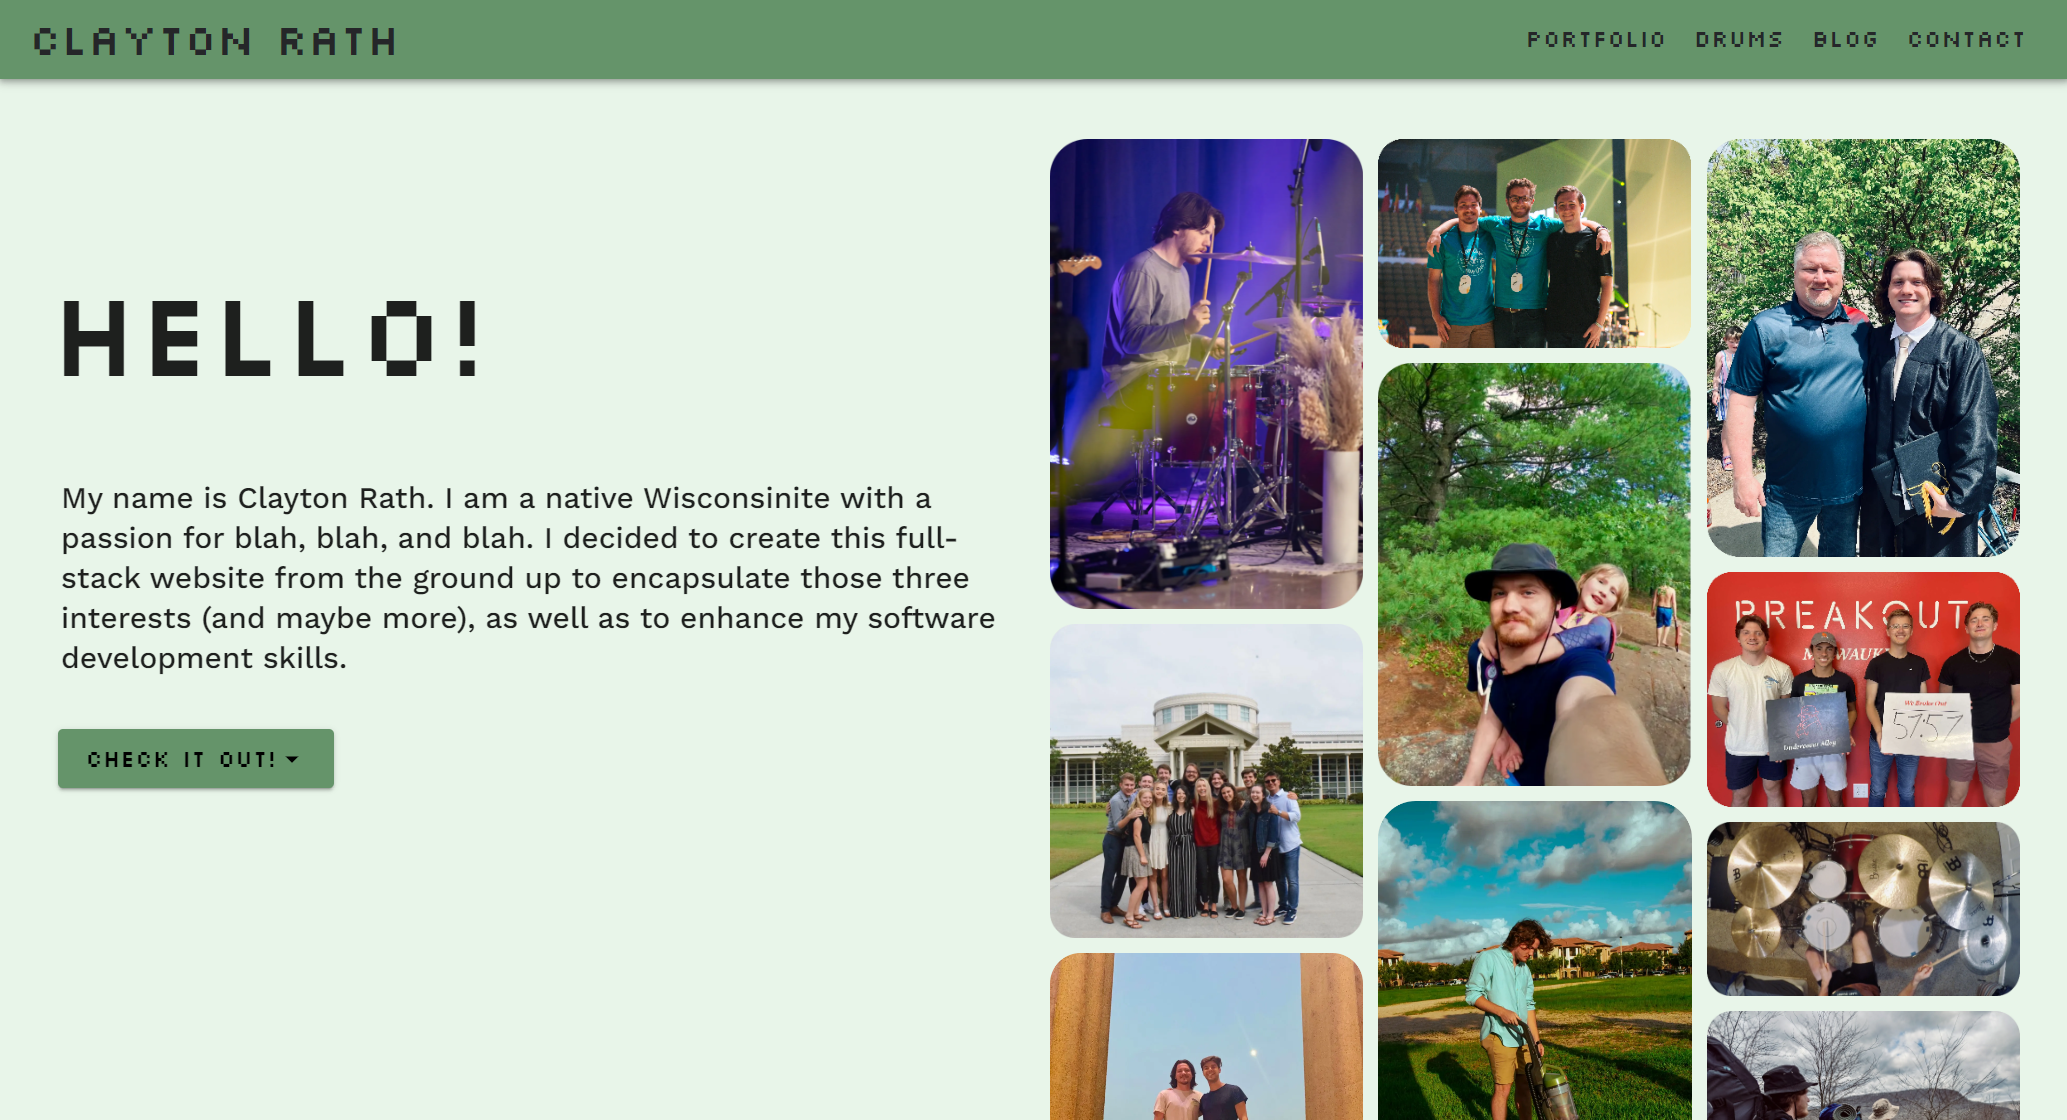 CLAYTON RATH
PORTFOLIO DRUMS BLOG CONTACT
HELLO!
My name is Clayton Rath. I am a native Wisconsinite with a
passion for blah, blah, and blah. I decided to create this full-
stack website from the ground up to encapsulate those three
interests (and maybe more), as well as to enhance my software
development skills.
CHECK IT OUT!
BREAKOUT
We Broke Out
57:57
Undercover Alley